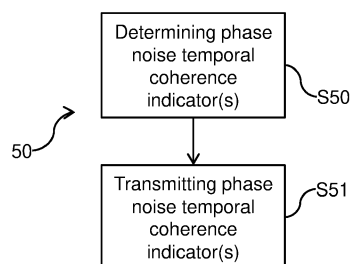 Determining phase
noise temporal
coherence
indicator(s)
S50
50
Transmitting phase
noise temporal
coherence
indicator(s)
S51